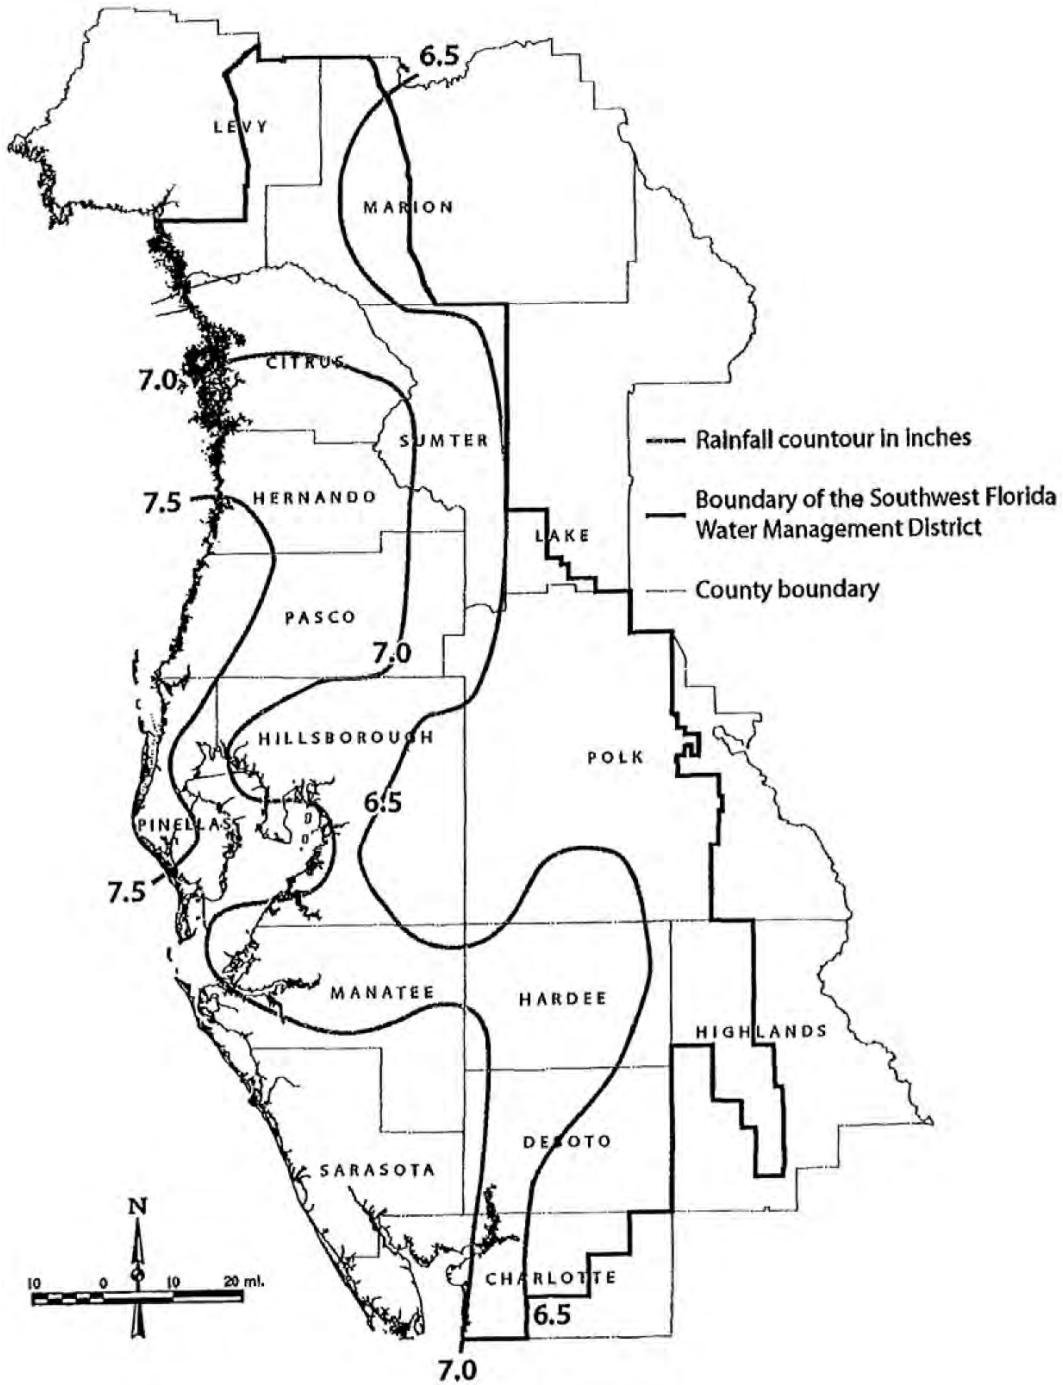 6.5
LEVY
MARION
CITRUS
7.0
SUMTER
Rainfall countour in inches
7.5
HERNANDO
Boundary of the Southwest Florida
Water Management District
LAKE
County boundary
PASCO
7.0
HILLSBOROUGH
POLK
6.5
PINELLAS
7.5
MANATEE
HARDEE
HIGHLANDS
DESOTO
SARASOTA
N
CHARLOTTE
10 0 10 20 mi.
6.5
7.0